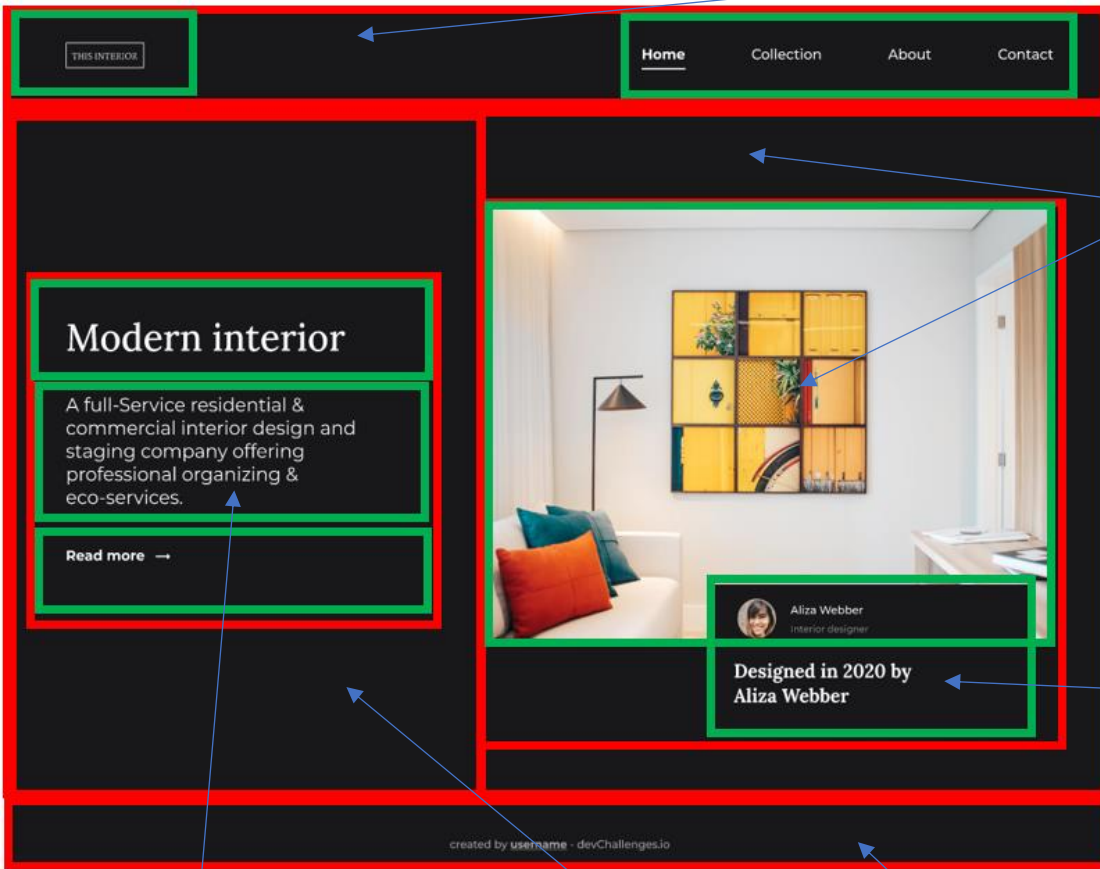 THIS INTERIOR
Home Collection About Contact
Modern interior
A full-Service residential &
commercial interior design and
staging company offering
professional organizing &
eco-services.
Read more →
Aliza Webber
Interior designer
Designed in 2020 by
Aliza Webber
created by username - devChallenges.io